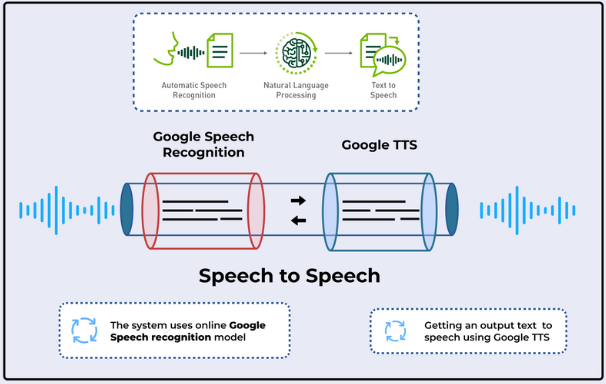 Automatic Speech
Recognition
Natural Language
Processing
Text to
Speech
Google Speech
Recognition
Google TTS
Speech to Speech
The system uses online Google
Speech recognition model
Getting an output text to
speech using Google TTS